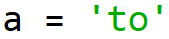 a = 'to'